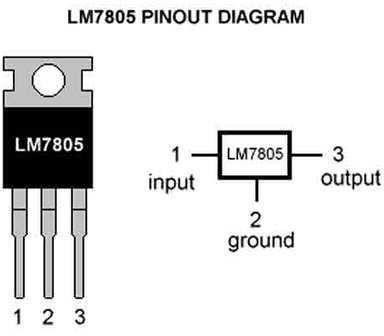 LM7805 PINOUT DIAGRAM
LM7805
1 2 3
1 LM7805 3
input output
2
ground